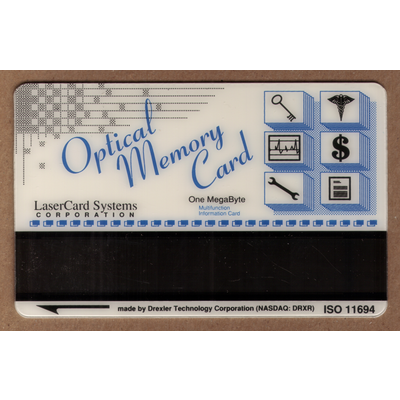 Optical
Memory
Card
$
LaserCard Systems
CORPORATION
One MegaByte
Multifunction
Information Card
made by Drexler Technology Corporation (NASDAQ: DRXR)
ISO 11694